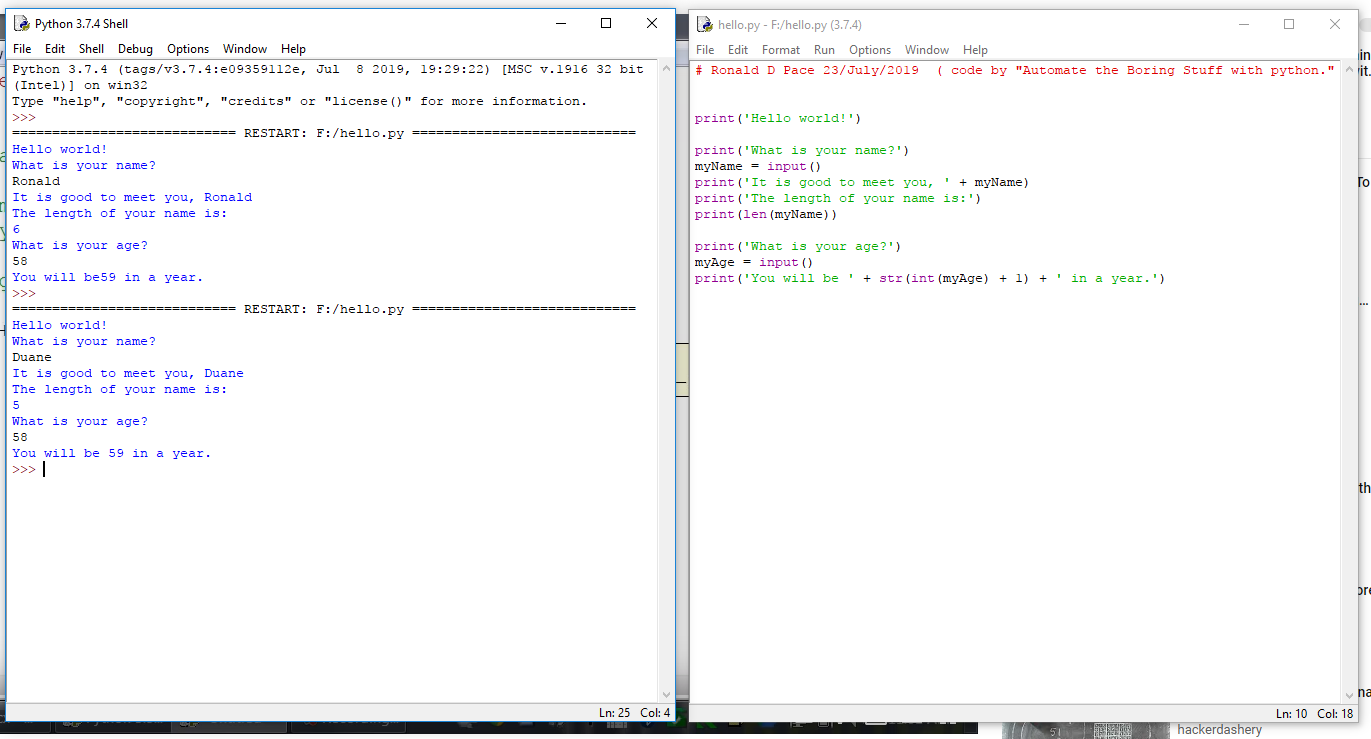 Python 3.7.4 Shell
File Edit Shell Debug Options Window Help
Python 3.7.4 (tags/v3.7.4:e09359112e, Jul  8 2019, 19:29:22) [MSC v.1916 32 bit
(Intel)] on win32
Type "help", "copyright", "credits" or "license()" for more information.
>>>
============================ RESTART: F:/hello.py ============================
Hello world!
What is your name?
Ronald
It is good to meet you, Ronald
The length of your name is:
6
What is your age?
58
You will be59 in a year.
>>>
============================ RESTART: F:/hello.py ============================
Hello world!
What is your name?
Duane
It is good to meet you, Duane
The length of your name is:
5
What is your age?
58
You will be 59 in a year.
>>>
Ln: 25 Col: 4
hello.py - F:/hello.py (3.7.4)
File Edit Format Run Options Window Help
# Ronald D Pace 23/July/2019  ( code by "Automate the Boring Stuff with python."
print('Hello world!')
print('What is your name?')
myName = input()
print('It is good to meet you, ' + myName)
print('The length of your name is:')
print(len(myName))
print('What is your age?')
myAge = input()
print('You will be ' + str(int(myAge) + 1) + ' in a year.')
Ln: 10 Col: 18
To
hackerdashery